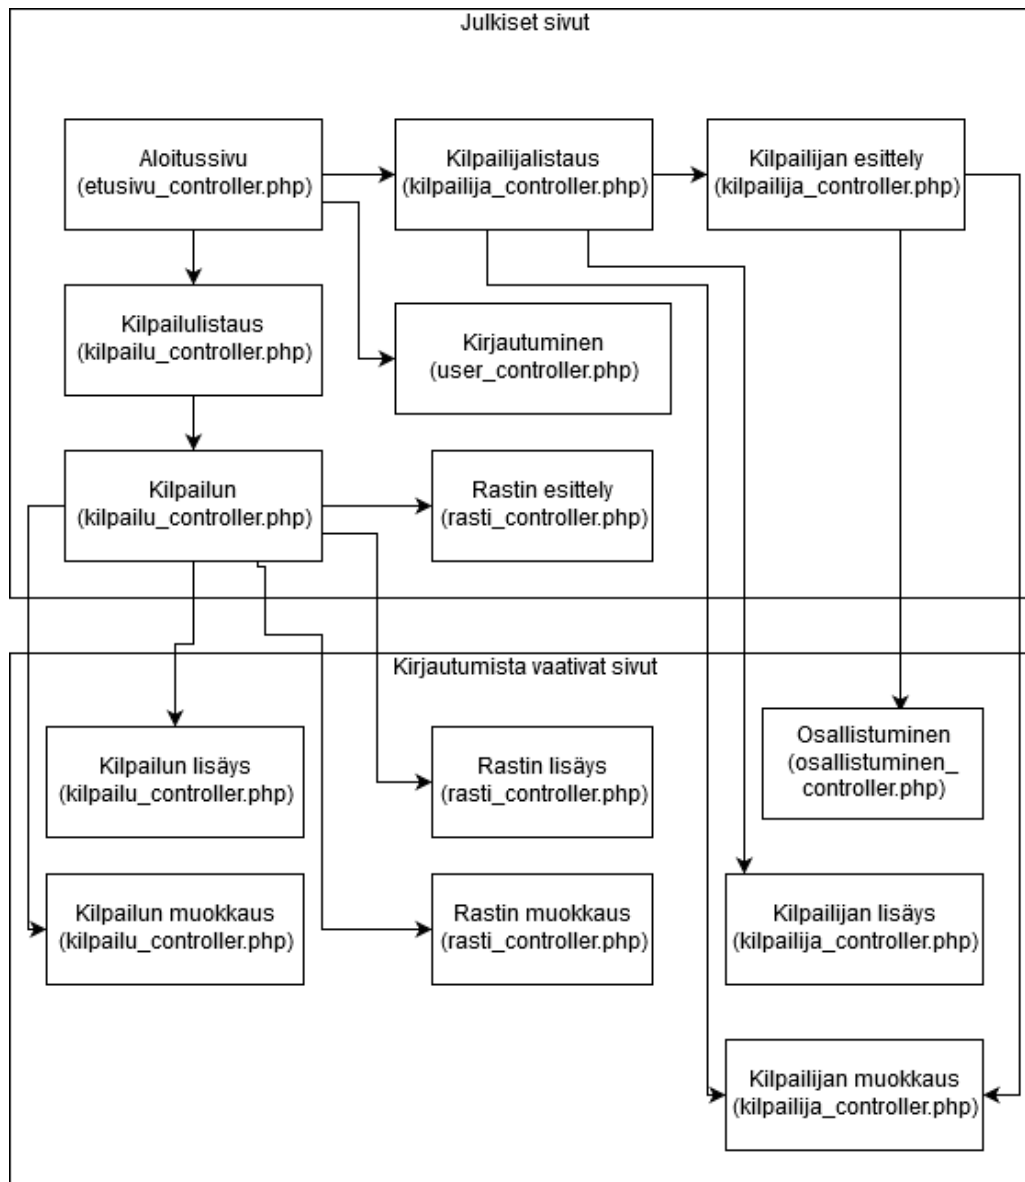 Julkiset sivut
Aloitussivu
(etusivu_controller.php)
Kilpailijalistaus
(kilpailija_controller.php)
Kilpailijan esittely
(kilpailija_controller.php)
Kilpailulistaus
(kilpailu_controller.php)
Kirjautuminen
(user_controller.php)
Kilpailun
(kilpailu_controller.php)
Rastin esittely
(rasti_controller.php)
Kirjautumista vaativat sivut
Kilpailun lisäys
(kilpailu_controller.php)
Rastin lisäys
(rasti_controller.php)
Osallistuminen
(osallistuminen_
controller.php)
Kilpailun muokkaus
(kilpailu_controller.php)
Rastin muokkaus
(rasti_controller.php)
Kilpailijan lisäys
(kilpailija_controller.php)
Kilpailijan muokkaus
(kilpailija_controller.php)